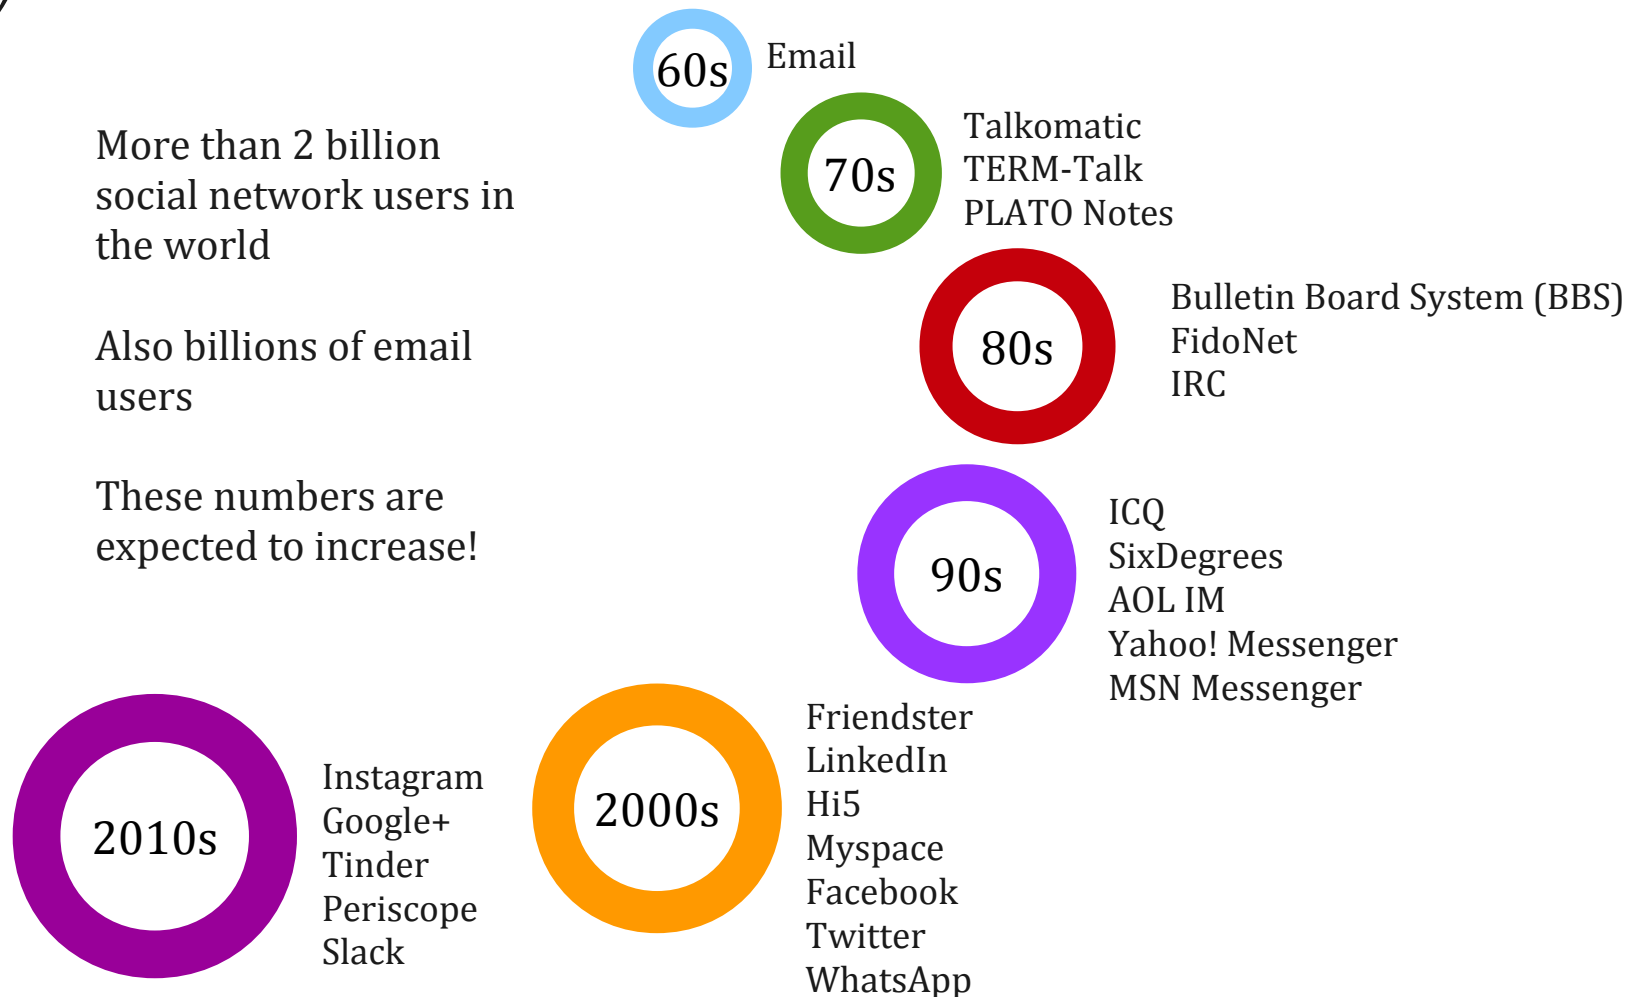 More than 2 billion
social network users in
the world
Also billions of email
users
These numbers are
expected to increase!
60s
Email
70s
Talkomatic
TERM-Talk
PLATO Notes
80s
Bulletin Board System (BBS)
FidoNet
IRC
90s
ICQ
SixDegrees
AOL IM
Yahoo! Messenger
MSN Messenger
2000s
Friendster
LinkedIn
Hi5
Myspace
Facebook
Twitter
WhatsApp
2010s
Instagram
Google+
Tinder
Periscope
Slack